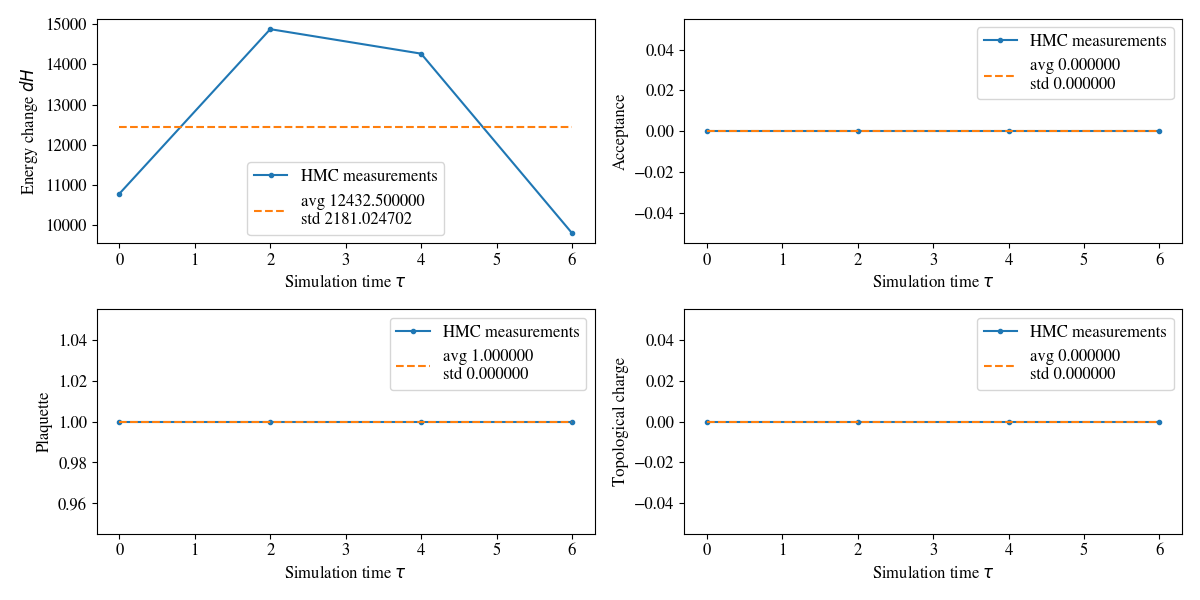 15000
14000
13000
12000
11000
10000
Energy change dH
HMC measurements
avg 12432.500000
std 2181.024702
0 1 2 3 4 5 6
Simulation time τ
0.04
0.02
0.00
−0.02
−0.04
Acceptance
HMC measurements
avg 0.000000
std 0.000000
0 1 2 3 4 5 6
Simulation time τ
1.04
1.02
1.00
0.98
0.96
Plaquette
HMC measurements
avg 1.000000
std 0.000000
0 1 2 3 4 5 6
Simulation time τ
0.04
0.02
0.00
−0.02
−0.04
Topological charge
HMC measurements
avg 0.000000
std 0.000000
0 1 2 3 4 5 6
Simulation time τ